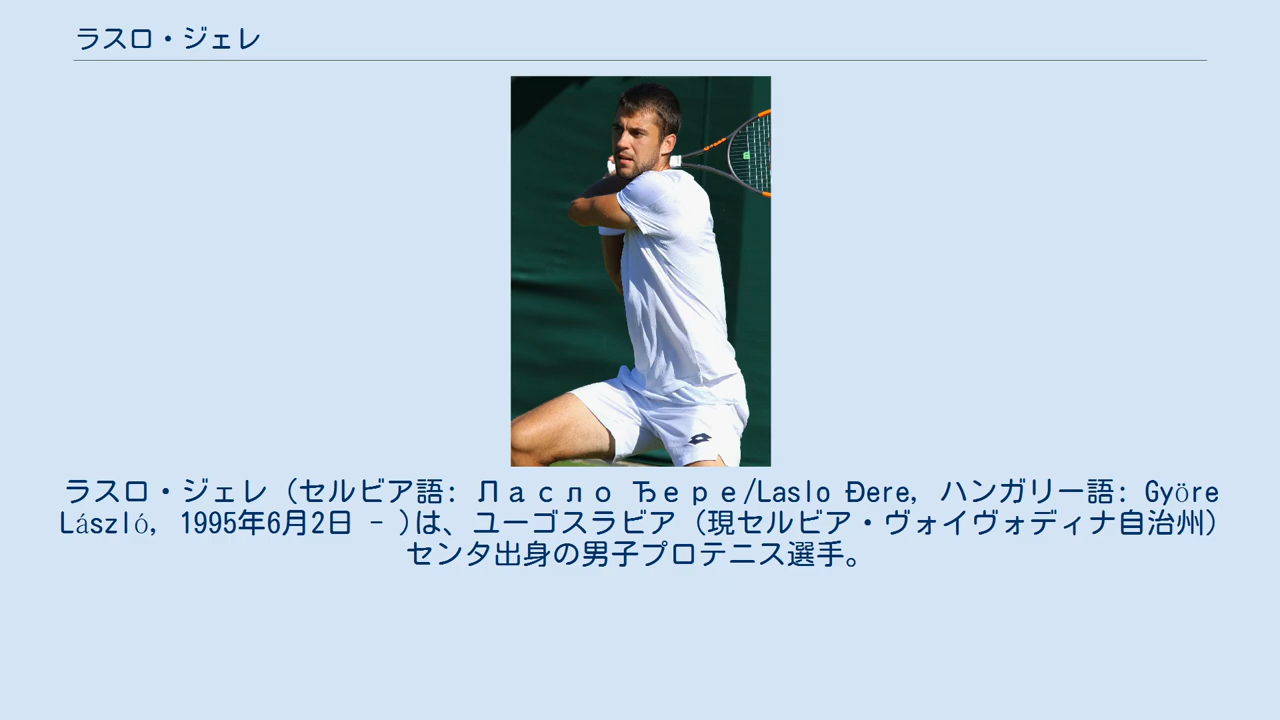 ラスロ・ジェレ
ラスロ・ジェレ（セルビア語: Ласло Ђере/Laslo Đere, ハンガリー語: Györe
László, 1995年6月2日 - )は、ユーゴスラビア（現セルビア・ヴォイヴォディナ自治州）
センタ出身の男子プロテニス選手。